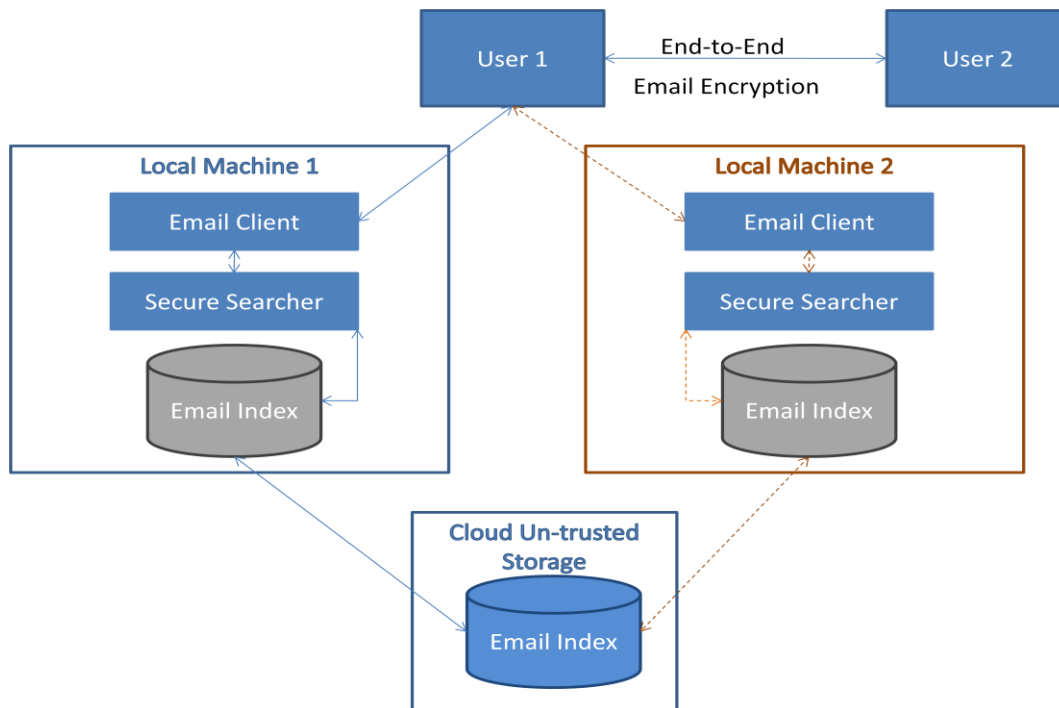 User 1
End-to-End
Email Encryption
User 2
Local Machine 1
Email Client
Secure Searcher
Email Index
Local Machine 2
Email Client
Secure Searcher
Email Index
Cloud Un-trusted
Storage
Email Index